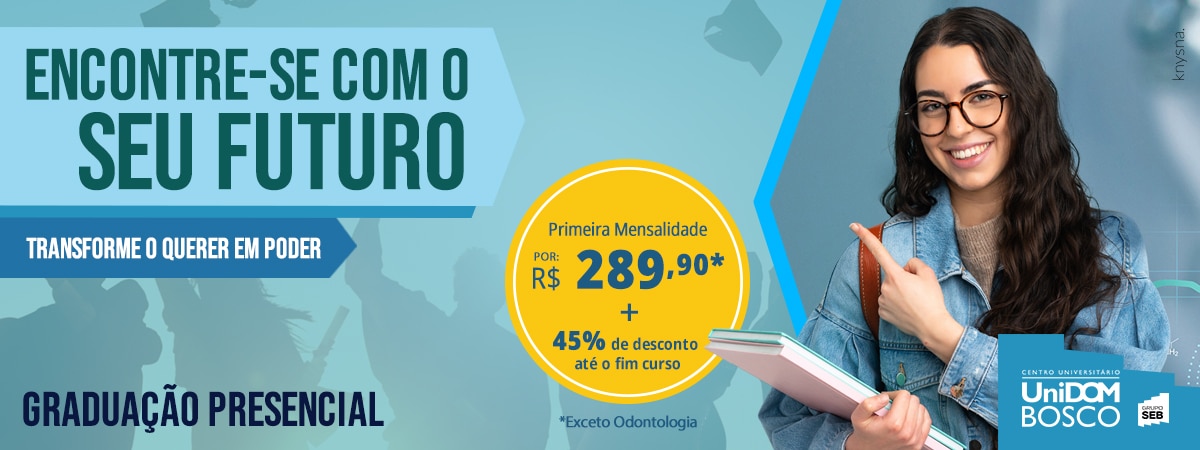 ENCONTRE-SE COM O
SEU FUTURO
TRANSFORME O QUERER EM PODER
Primeira Mensalidade
POR:
R$ 289,90*
+
45% de desconto
até o fim curso
*Exceto Odontologia
GRADUAÇÃO PRESENCIAL
knysna.
CENTRO UNIVERSITÁRIO
UniDOM
BOSCO
GRUPO
SEB